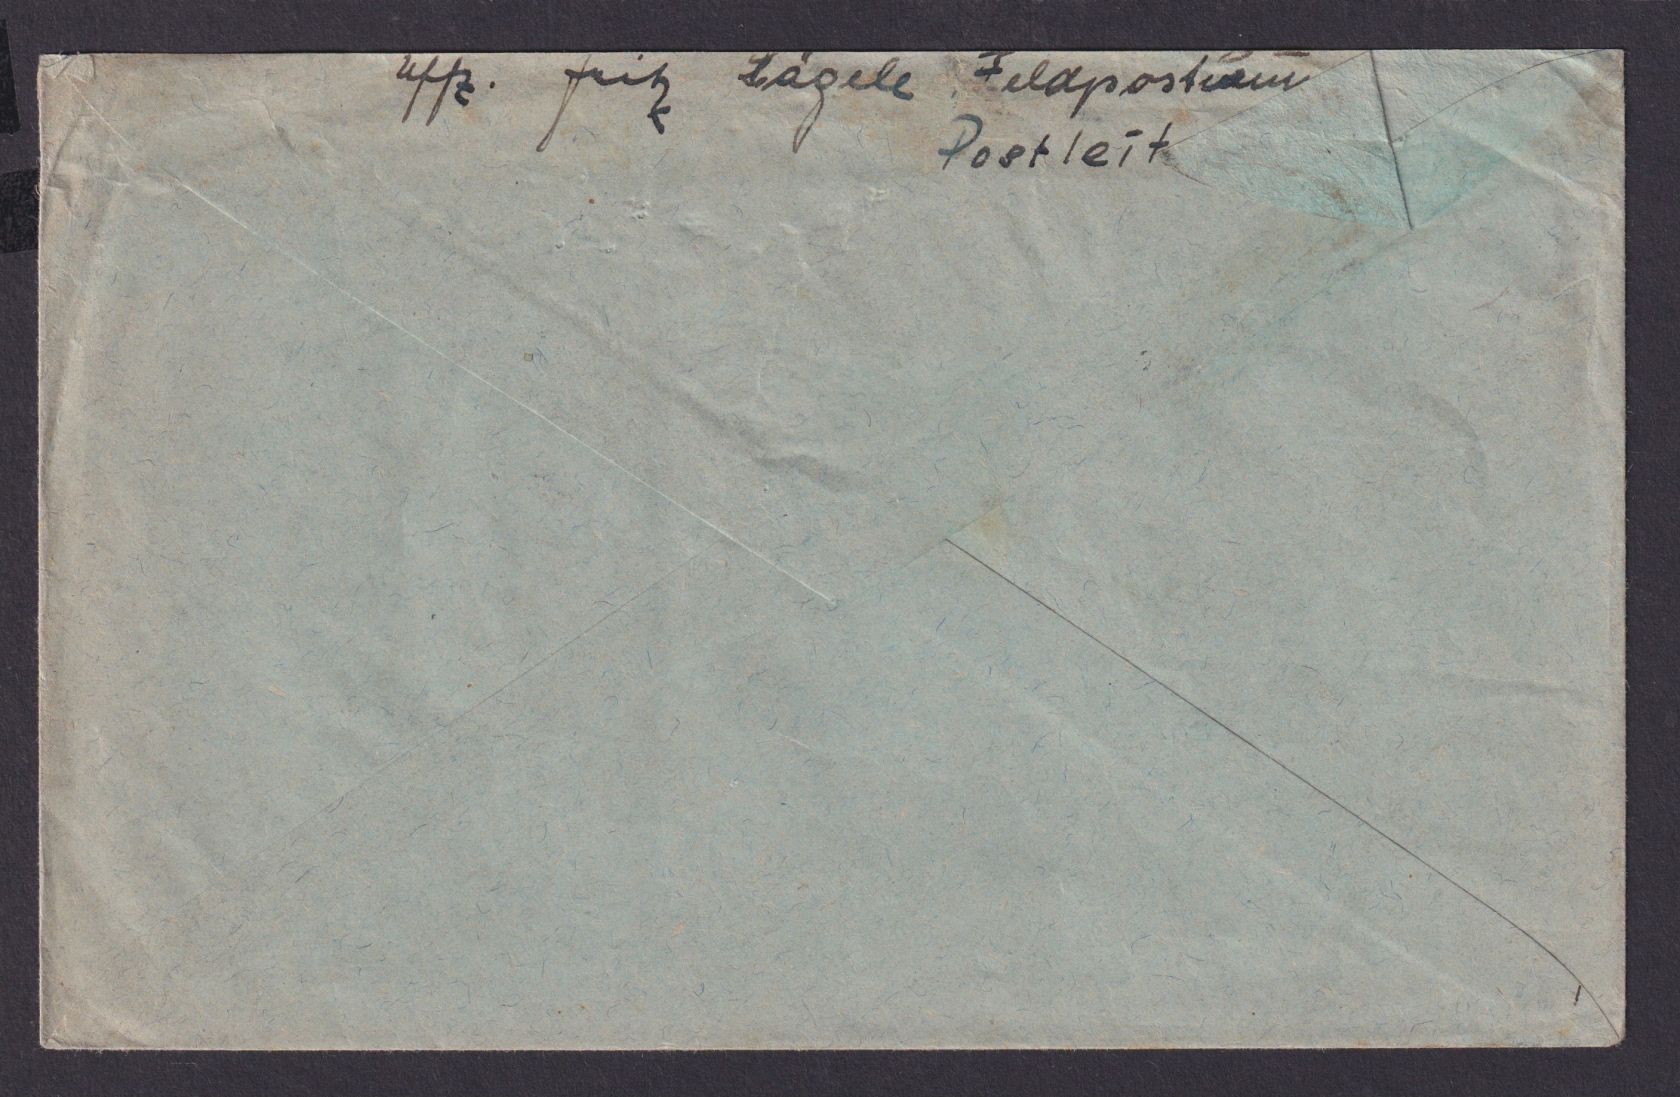 Uffz. Fritz Lägele Feldpostnum
Postleit